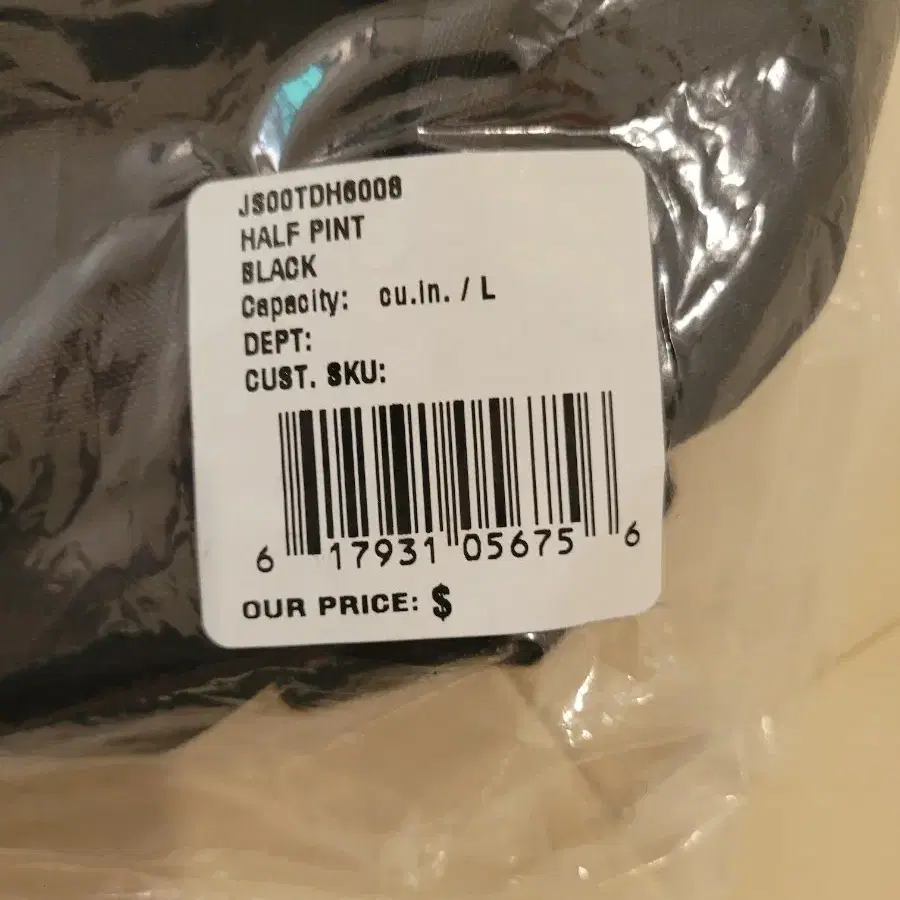 JS00TDH6008
HALF PINT
BLACK
Capacity: cu.in. / L
DEPT:
CUST. SKU:
6 17931 05675 6
OUR PRICE: $